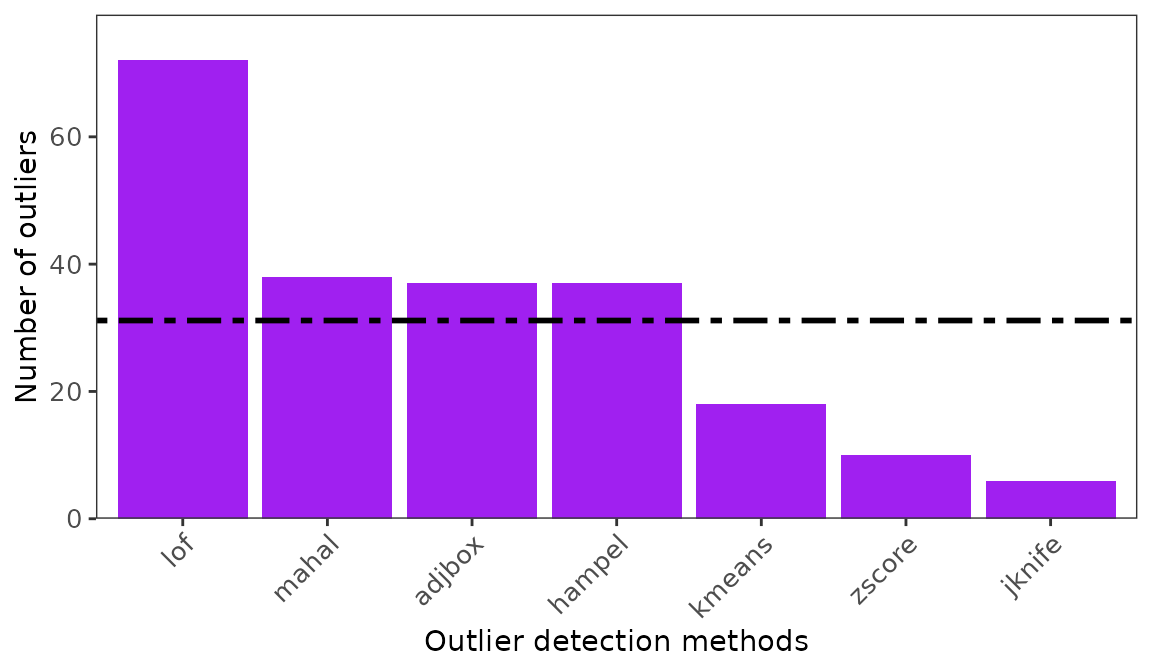 Number of outliers
60
40
20
0
lof
mahal
adjbox
hampel
kmeans
zscore
jknife
Outlier detection methods